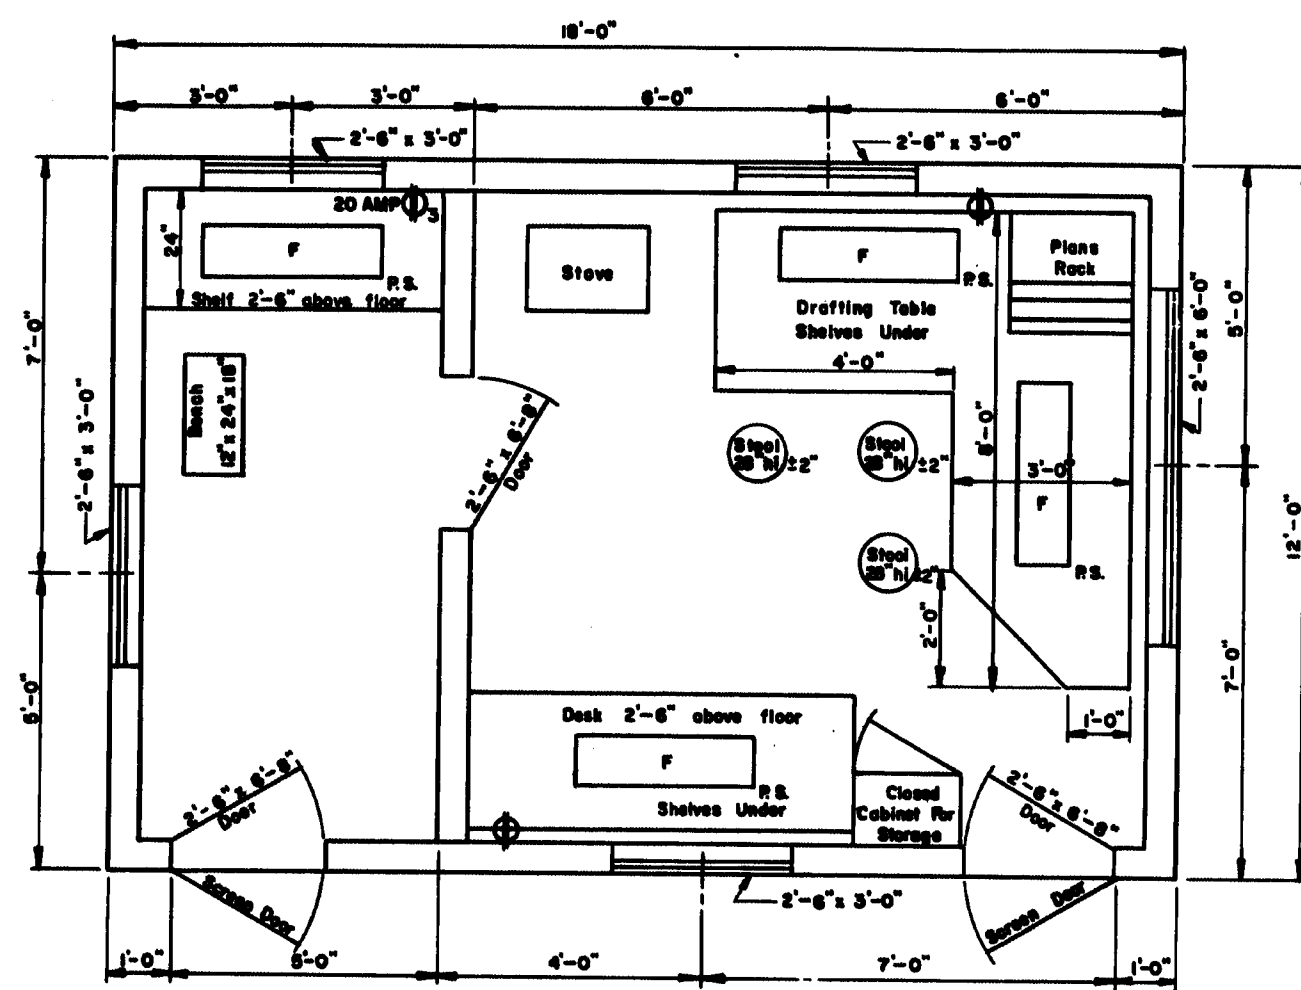 18'-0"
3'-0" 3'-0" 6'-0" 6'-0"
2'-6" x 3'-0" 2'-6" x 3'-0"
20 AMP 3
24"
F
P.S.
Shelf 2'-6" above floor
Stove
F
P.S.
Drafting Table
Shelves Under
4'-0"
Plans
Rack
2'-6" x 6'-0"
5'-0"
7'-0"
2'-6" x 3'-0"
Bench
12" x 24" x 18"
2'-6" x 6'-8"
Door
Stool
28" hi ±2"
Stool
28" hi ±2"
8'-0"
3'-0"
F
P.S.
12'-0"
Stool
28" hi ±2"
2'-0"
1'-0"
5'-0"
7'-0"
Desk 2'-6" above floor
F
P.S.
Shelves Under
Closed
Cabinet For
Storage
2'-6" x 6'-8"
Door
2'-6" x 6'-8"
Door
Screen Door
Screen Door
2'-6" x 3'-0"
1'-0" 5'-0" 4'-0" 7'-0" 1'-0"